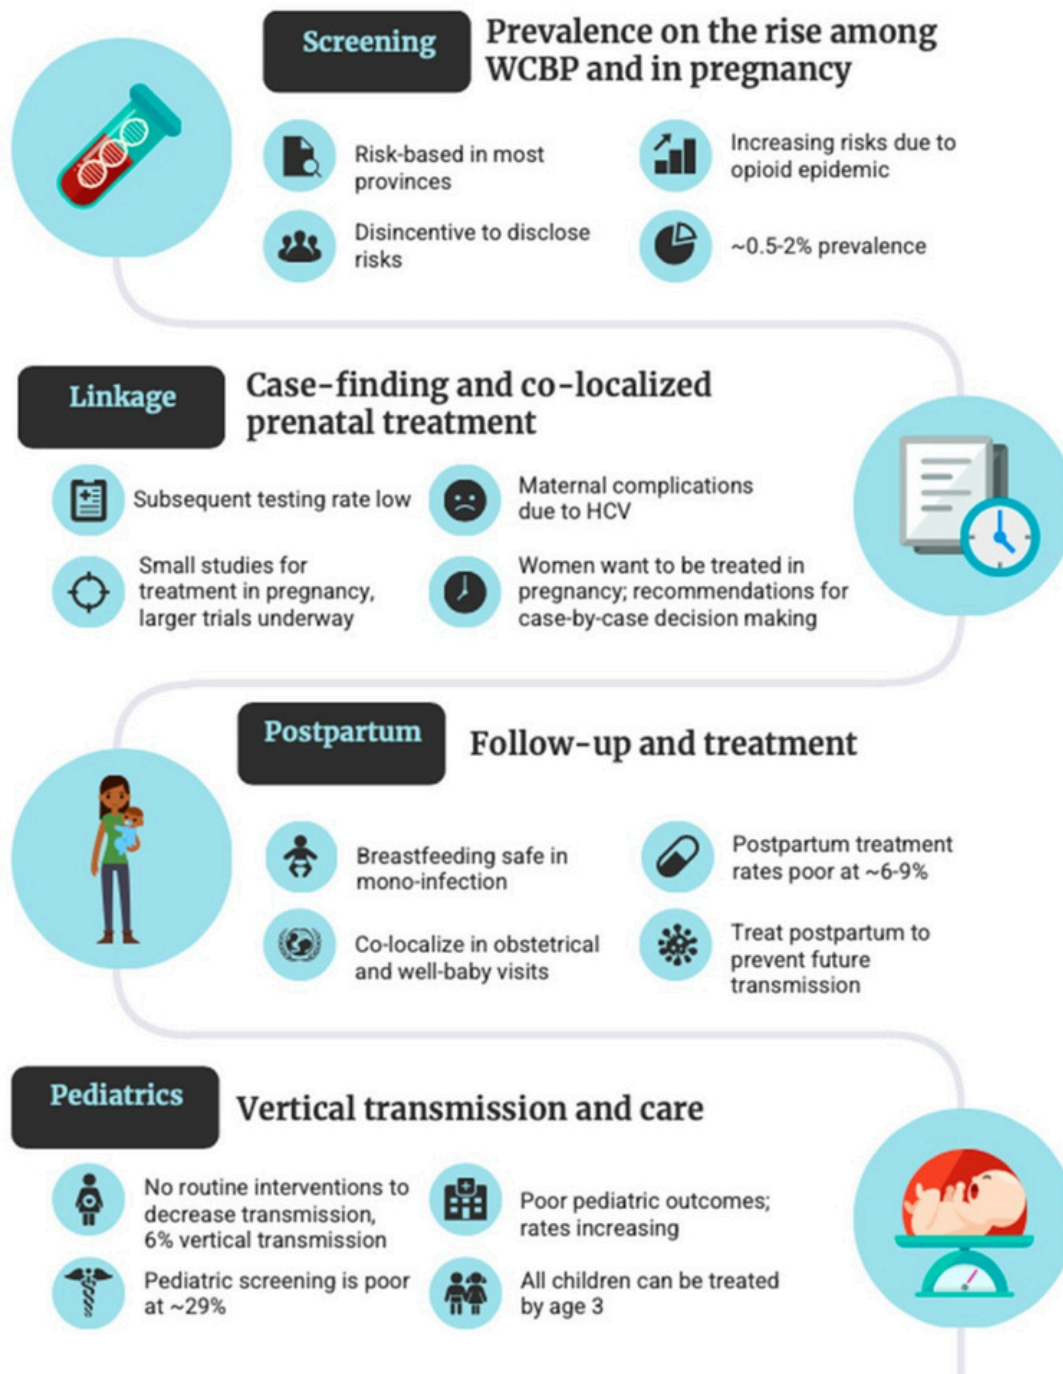 Screening
Prevalence on the rise among
WCBP and in pregnancy
Risk-based in most
provinces
Increasing risks due to
opioid epidemic
Disincentive to disclose
risks
~0.5-2% prevalence
Linkage
Case-finding and co-localized
prenatal treatment
Subsequent testing rate low
Maternal complications
due to HCV
Small studies for
treatment in pregnancy,
larger trials underway
Women want to be treated in
pregnancy; recommendations for
case-by-case decision making
Postpartum
Follow-up and treatment
Breastfeeding safe in
mono-infection
Postpartum treatment
rates poor at ~6-9%
Co-localize in obstetrical
and well-baby visits
Treat postpartum to
prevent future
transmission
Pediatrics
Vertical transmission and care
No routine interventions to
decrease transmission,
6% vertical transmission
Poor pediatric outcomes;
rates increasing
Pediatric screening is poor
at ~29%
All children can be treated
by age 3